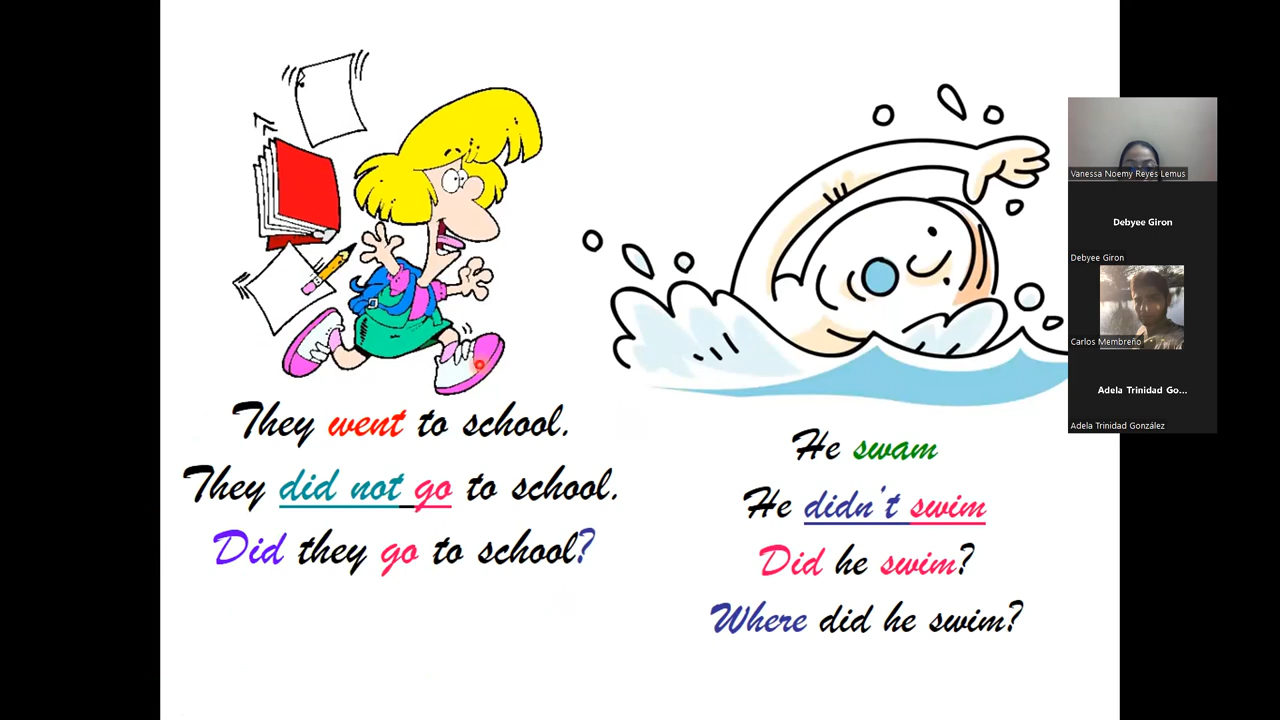 They went to school.
They did not go to school.
Did they go to school?
He swam
He didn't swim
Did he swim?
Where did he swim?
Vanessa Noemy Reyes Lemus
Debyee Giron
Debyee Giron
Carlos Membreño
Adela Trinidad Go...
Adela Trinidad González